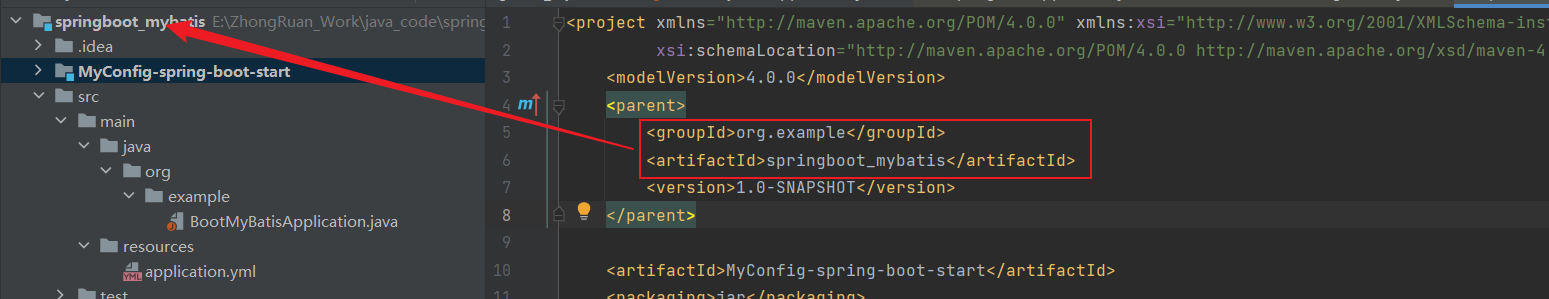 springboot_mybatis E:\ZhongRuan_Work\java_code\spring
.idea
MyConfig-spring-boot-start
src
main
java
org
example
BootMyBatisApplication.java
resources
application.yml
test
1 <project xmlns="http://maven.apache.org/POM/4.0.0" xmlns:xsi="http://www.w3.org/2001/XMLSchema-inst
2 xsi:schemaLocation="http://maven.apache.org/POM/4.0.0 http://maven.apache.org/xsd/maven-4
3 <modelVersion>4.0.0</modelVersion>
4 <parent>
5 <groupId>org.example</groupId>
6 <artifactId>springboot_mybatis</artifactId>
7 <version>1.0-SNAPSHOT</version>
8 </parent>
9
10 <artifactId>MyConfig-spring-boot-start</artifactId>
11 <packaging>jar</packaging>